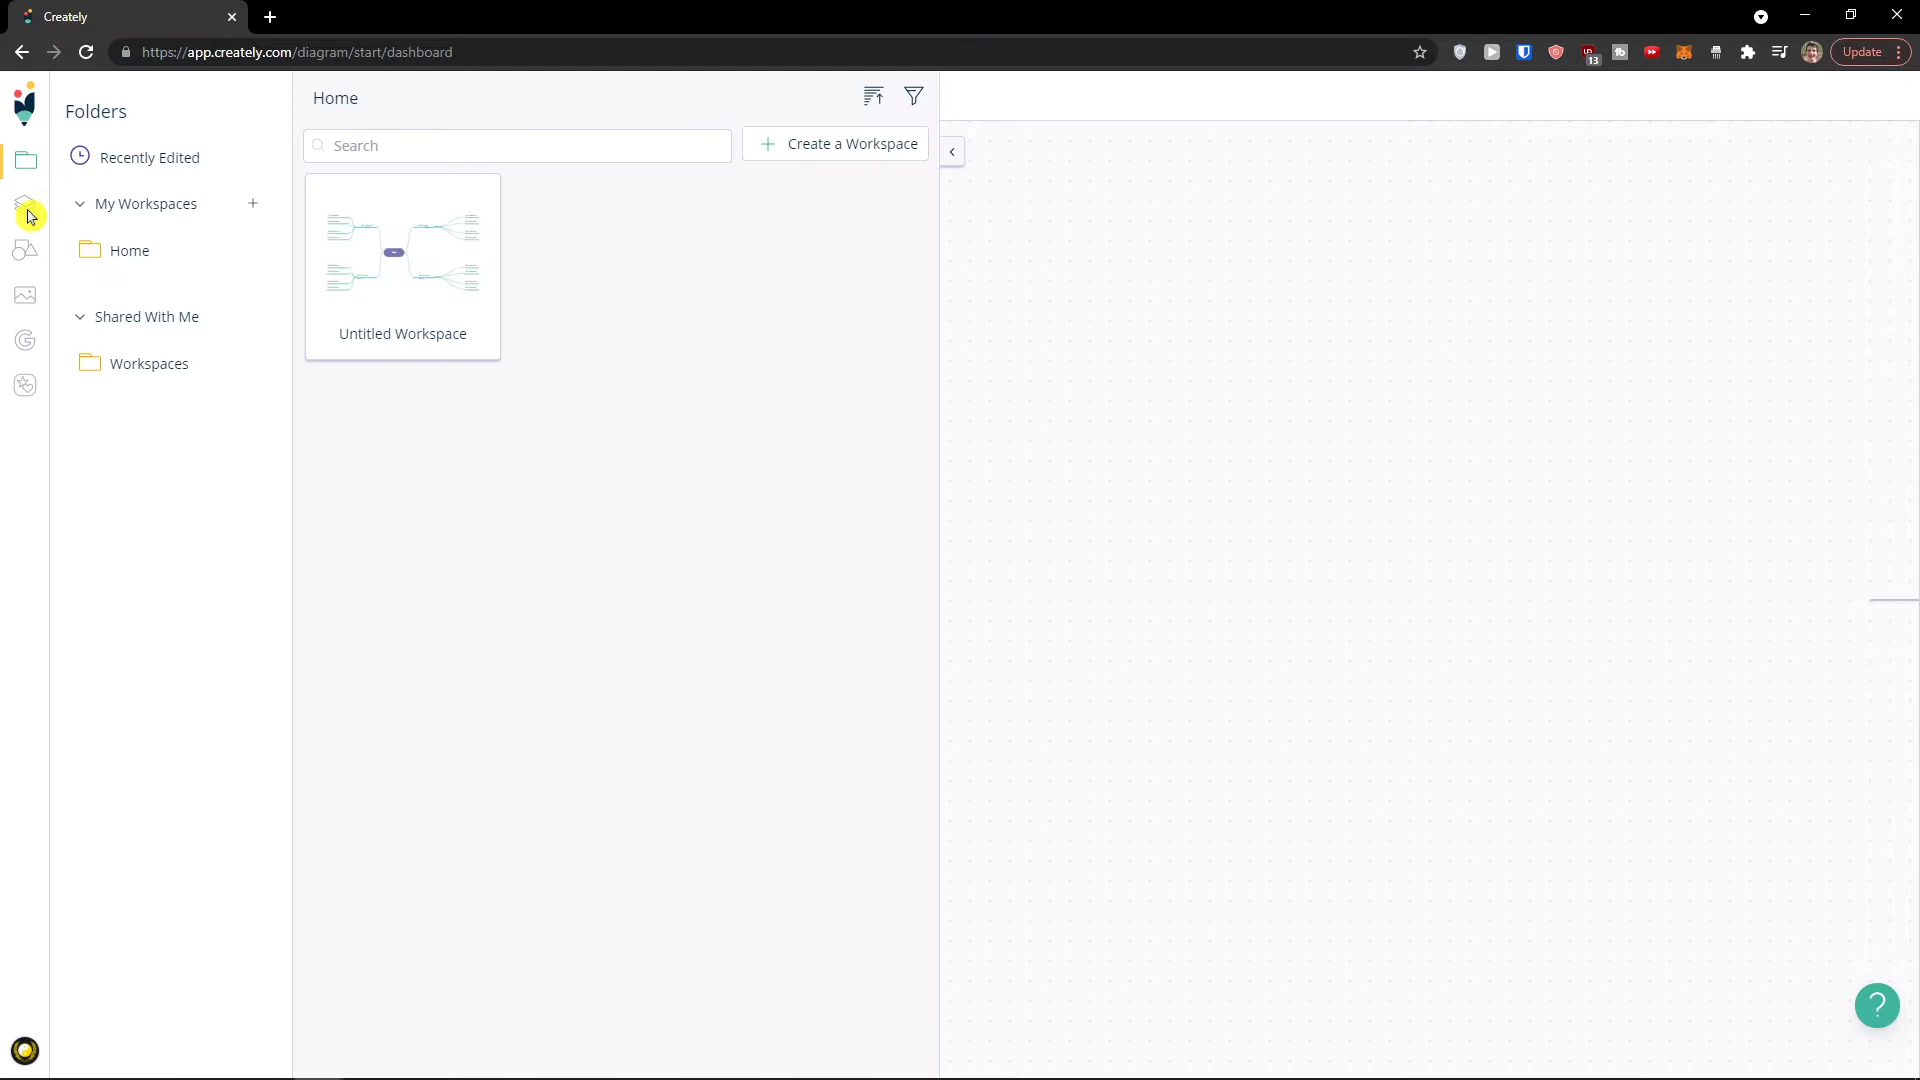 Creately
https://app.creately.com/diagram/start/dashboard
13
Update
Folders
Recently Edited
My Workspaces
Home
Shared With Me
Workspaces
Home
Search
Create a Workspace
Untitled Workspace
?